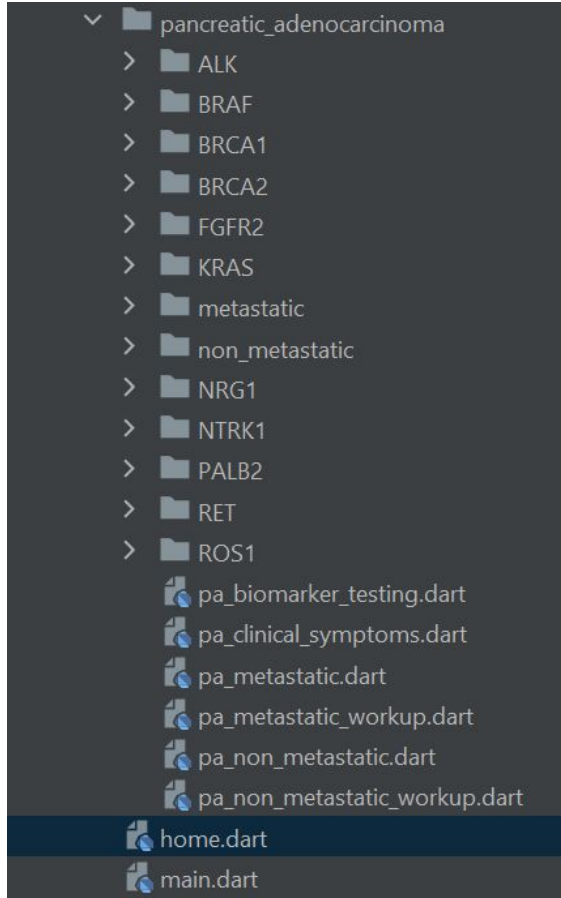 pancreatic_adenocarcinoma
ALK
BRAF
BRCA1
BRCA2
FGFR2
KRAS
metastatic
non_metastatic
NRG1
NTRK1
PALB2
RET
ROS1
pa_biomarker_testing.dart
pa_clinical_symptoms.dart
pa_metastatic.dart
pa_metastatic_workup.dart
pa_non_metastatic.dart
pa_non_metastatic_workup.dart
home.dart
main.dart